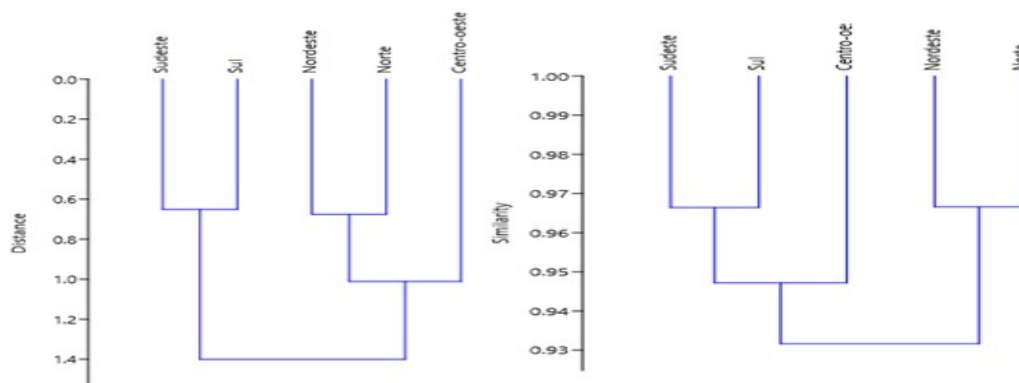 Sudeste
Sul
Nordeste
Norte
Centro-oeste
0.0
0.2
0.4
0.6
0.8
1.0
1.2
1.4
Distance
Sudeste
Sul
Centro-oe:
Nordeste
1.00
0.99
0.98
0.97
0.96
0.95
0.94
0.93
Similarity